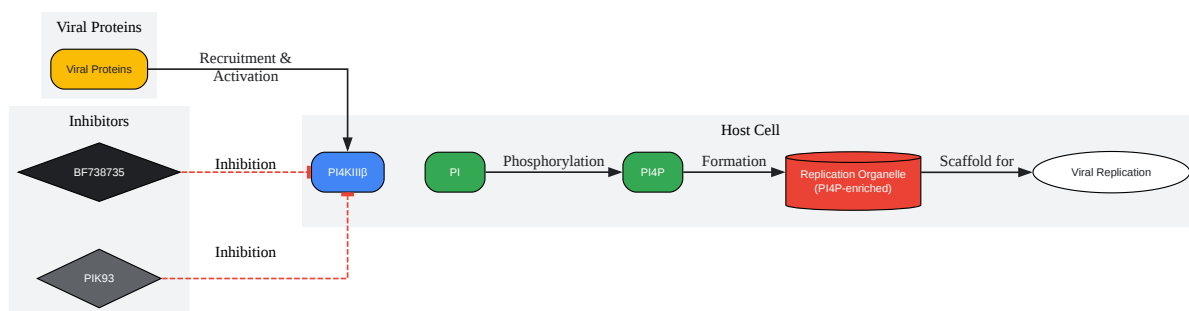 Viral Proteins
Viral Proteins
Recruitment &
Activation
Inhibitors
BF738735
Inhibition
PIK93
Inhibition
Host Cell
PI4KIIIβ
PI
Phosphorylation
PI4P
Formation
Replication Organelle
(PI4P-enriched)
Scaffold for
Viral Replication